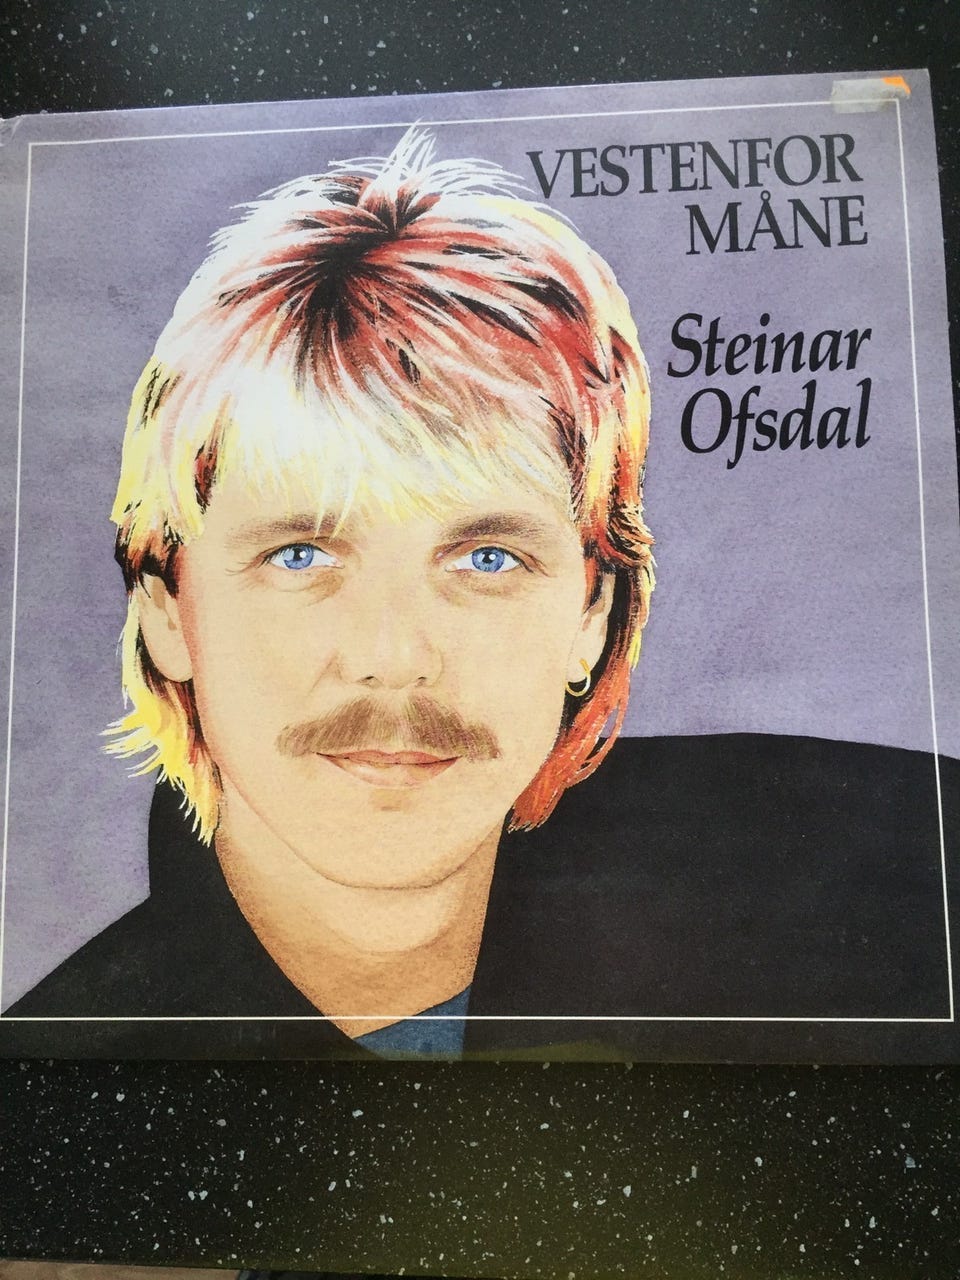 VESTENFOR
MÅNE
Steinar
Ofsdal